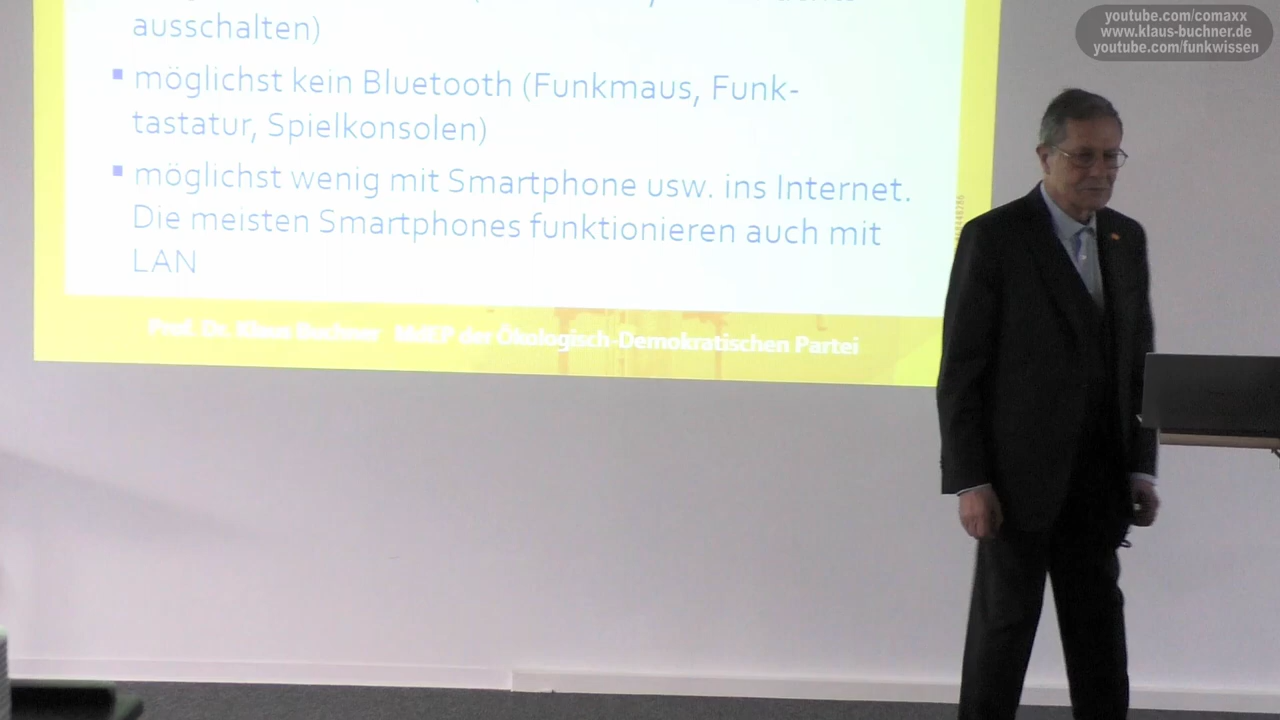 youtube.com/comaxx
www.klaus-buchner.de
youtube.com/funkwissen
ausschalten)
möglichst kein Bluetooth (Funkmaus, Funk-
tastatur, Spielkonsolen)
möglichst wenig mit Smartphone usw. ins Internet.
Die meisten Smartphones funktionieren auch mit
LAN
Prof. Dr. Klaus Buchner MdEP der Ökologisch-Demokratischen Partei